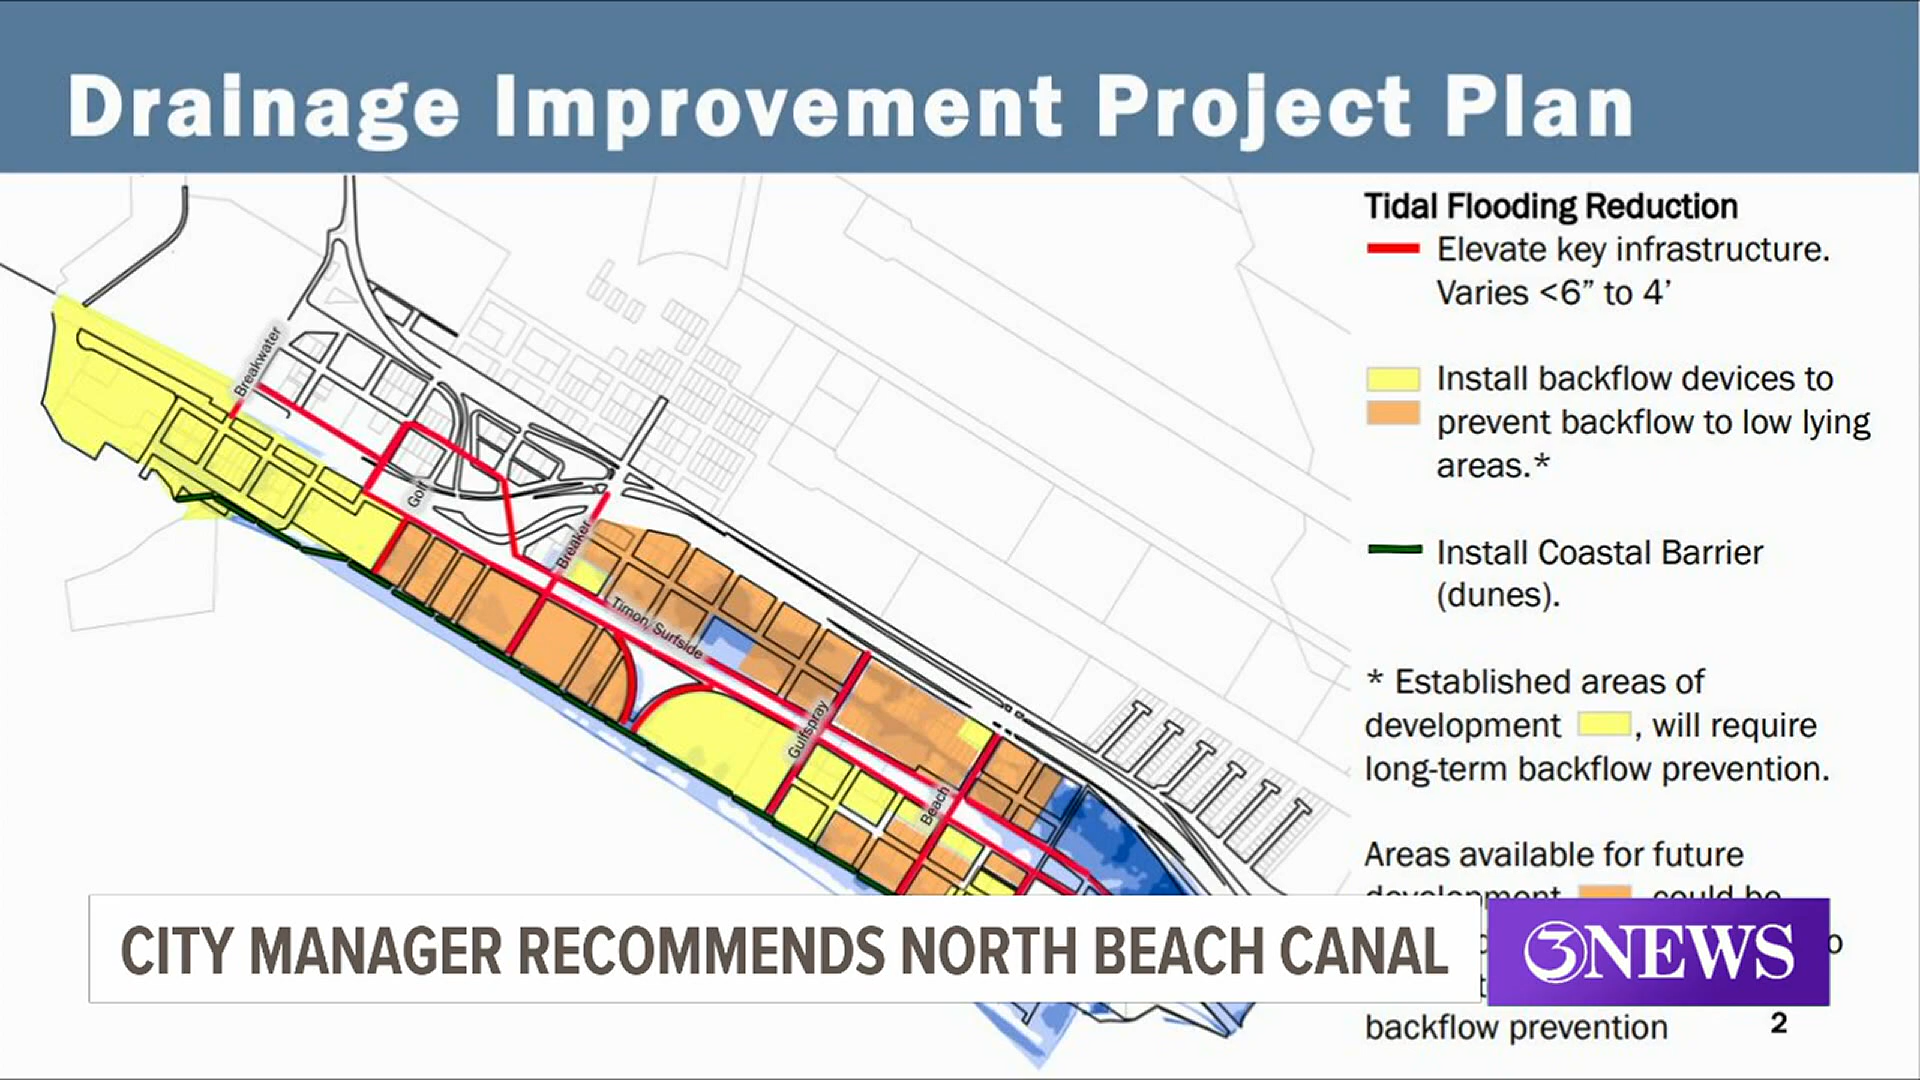 Drainage Improvement Project Plan
Tidal Flooding Reduction
Elevate key infrastructure.
Varies <6” to 4’
Install backflow devices to
prevent backflow to low lying
areas.*
Install Coastal Barrier
(dunes).
* Established areas of
development , will require
long-term backflow prevention.
Areas available for future
development could be
backflow prevention
2
Breakwater
Golf
Breaker
Timon/Surfside
Gulfspray
Beach
CITY MANAGER RECOMMENDS NORTH BEACH CANAL
3NEWS